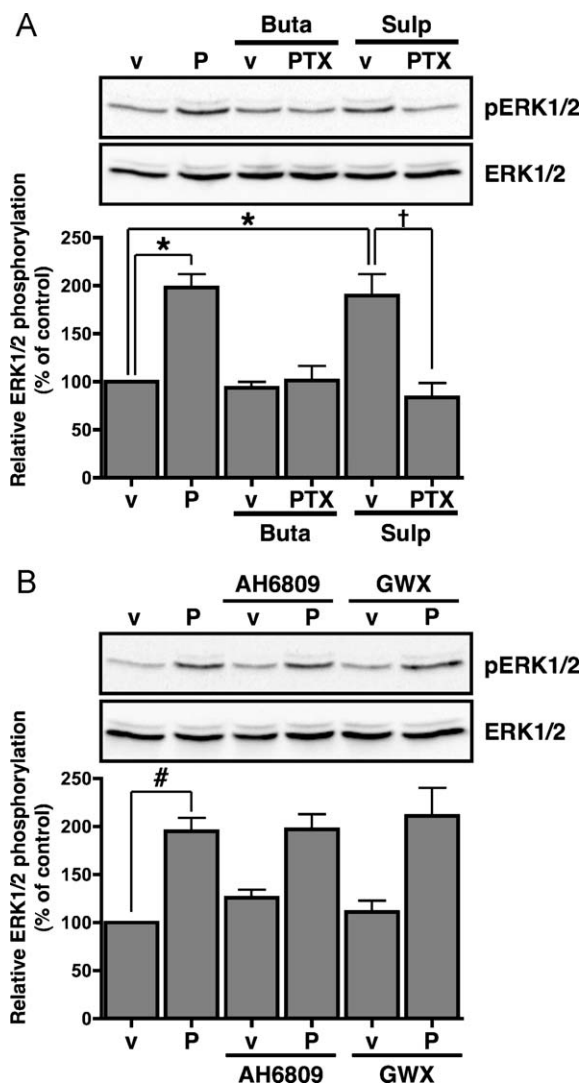 A
Buta Sulp
v P v PTX v PTX
pERK1/2
ERK1/2
Relative ERK1/2 phosphorylation
(% of control)
250
200
150
100
50
0
* * †
v P v PTX v PTX
Buta Sulp
B
AH6809 GWX
v P v P v P
pERK1/2
ERK1/2
Relative ERK1/2 phosphorylation
(% of control)
250
200
150
100
50
0
#
v P v P v P
AH6809 GWX